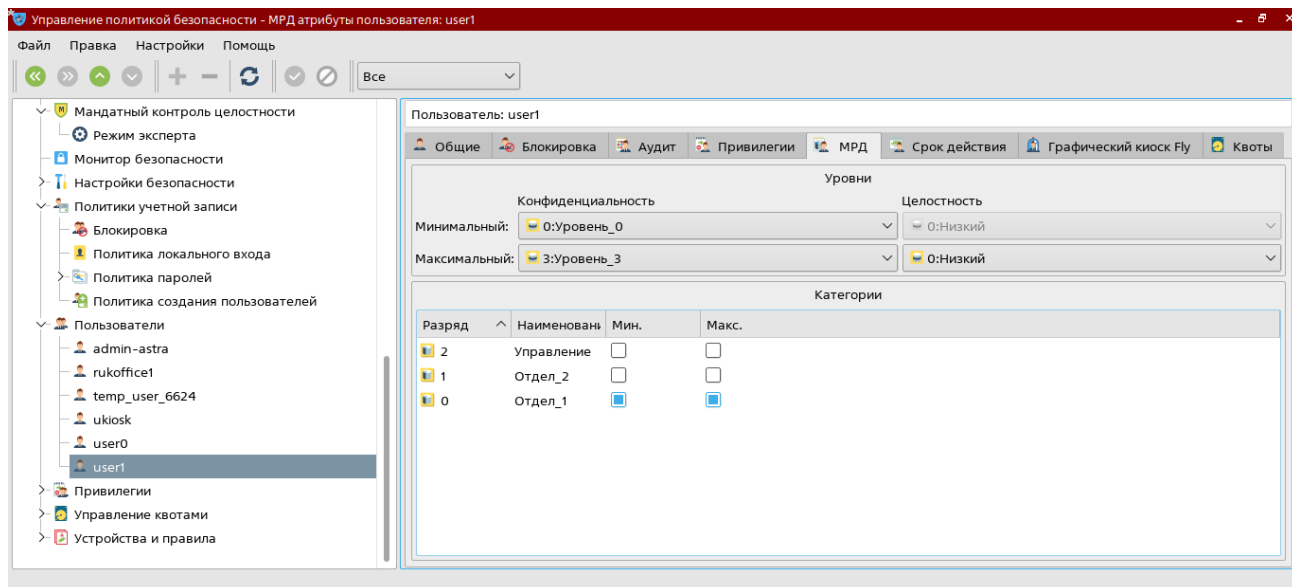 Управление политикой безопасности - МРД атрибуты пользователя: user1
Файл Правка Настройки Помощь
Все
Мандатный контроль целостности
Режим эксперта
Монитор безопасности
Настройки безопасности
Политики учетной записи
Блокировка
Политика локального входа
Политика паролей
Политика создания пользователей
Пользователи
admin-astra
rukoffice1
temp_user_6624
ukiosk
user0
user1
Привилегии
Управление квотами
Устройства и правила
Пользователь: user1
Общие Блокировка Аудит Привилегии МРД Срок действия Графический киоск Fly Квоты
Уровни
Конфиденциальность Целостность
Минимальный: 0:Уровень_0 0:Низкий
Максимальный: 3:Уровень_3 0:Низкий
Категории
Разряд Наименовани Мин. Макс.
2 Управление
1 Отдел_2
0 Отдел_1